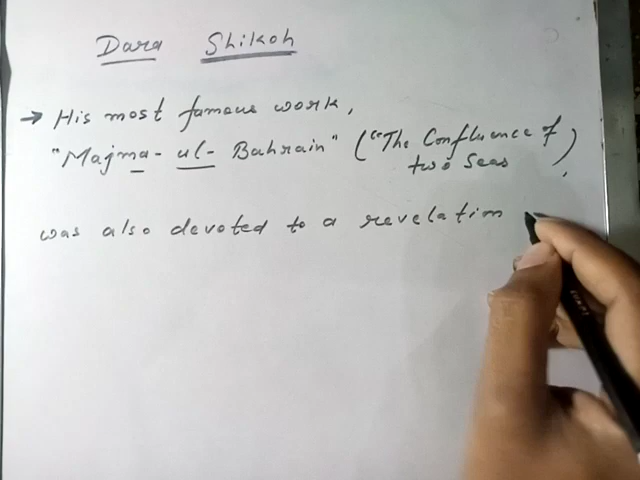 Dara Shikoh
→ His most famous work,
"Majma-ul-Bahrain" ("The Confluence of
two Seas),
was also devoted to a revelation